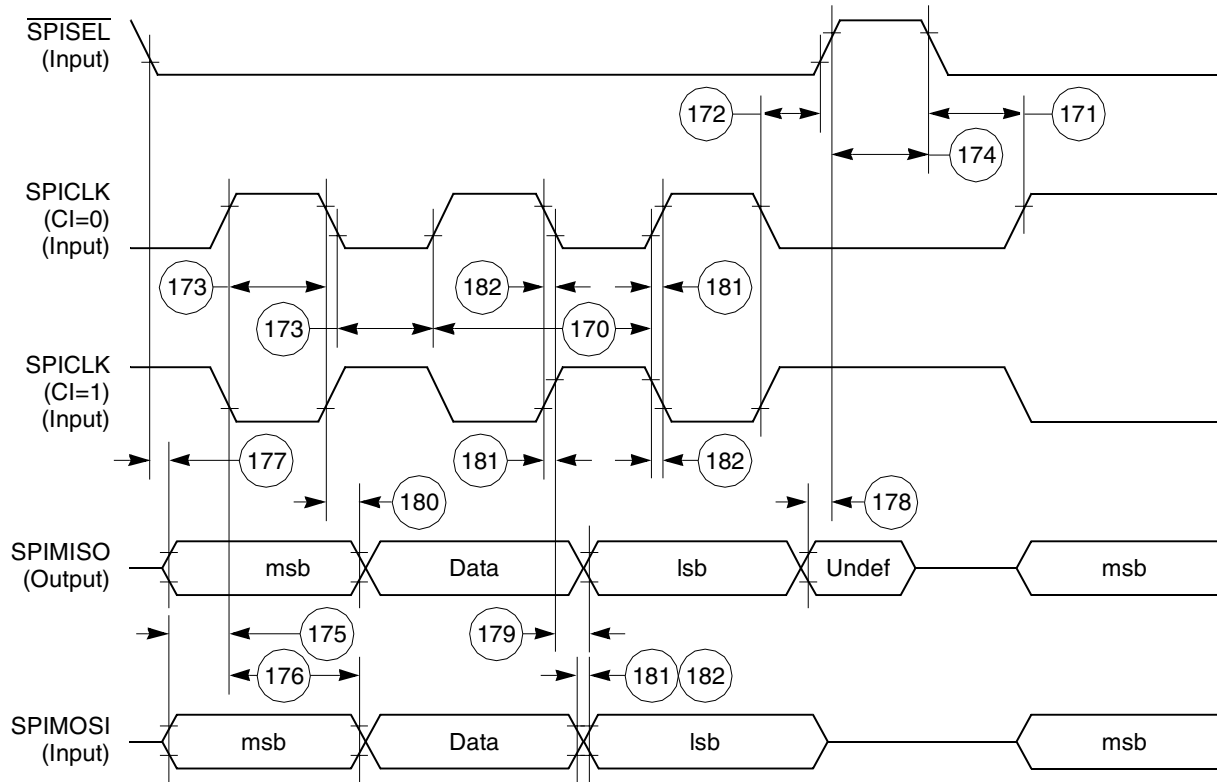 SPISEL
(Input)
172
171
174
SPICLK
(CI=0)
(Input)
173
182
181
173
170
SPICLK
(CI=1)
(Input)
177
181
182
180
178
SPIMISO
(Output)
msb
Data
lsb
Undef
msb
175
179
176
181
182
SPIMOSI
(Input)
msb
Data
lsb
msb